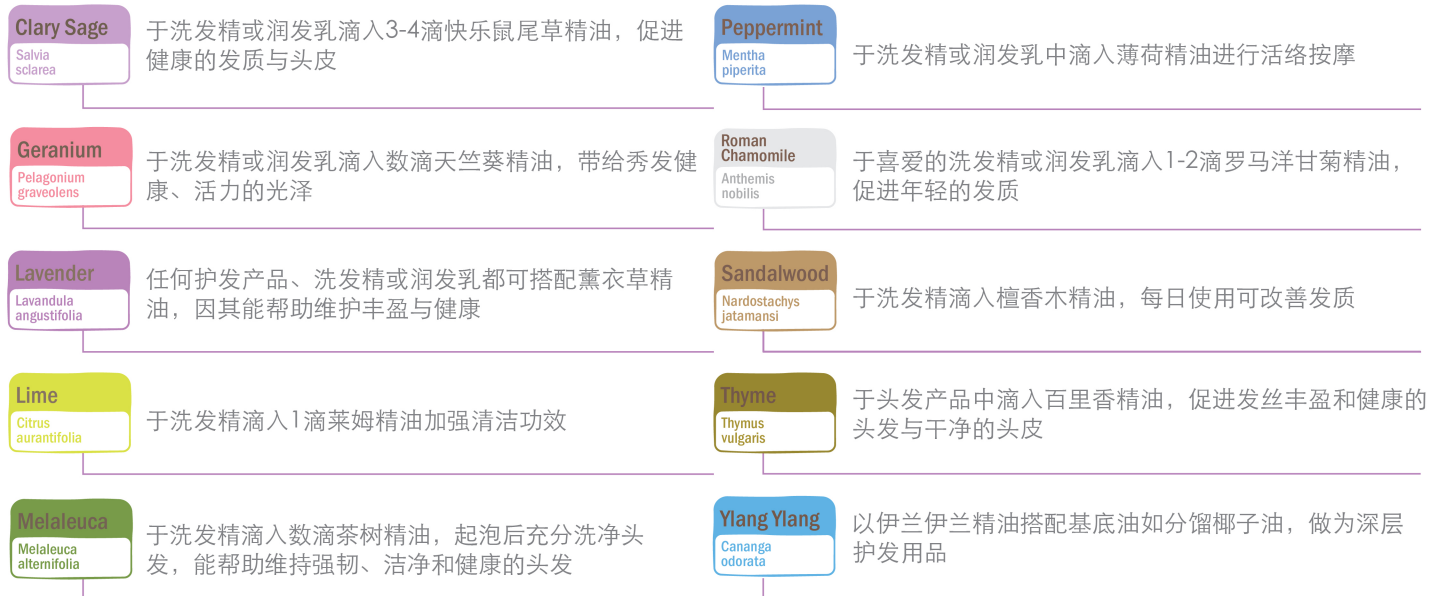 Clary Sage
Salvia
sclarea
于洗发精或润发乳滴入3-4滴快乐鼠尾草精油，促进
健康的发质与头皮
Peppermint
Mentha
piperita
于洗发精或润发乳中滴入薄荷精油进行活络按摩
Geranium
Pelagonium
graveolens
于洗发精或润发乳滴入数滴天竺葵精油，带给秀发健
康、活力的光泽
Roman
Chamomile
Anthemis
nobilis
于喜爱的洗发精或润发乳滴入1-2滴罗马洋甘菊精油，
促进年轻的发质
Lavender
Lavandula
angustifolia
任何护发产品、洗发精或润发乳都可搭配薰衣草精
油，因其能帮助维护丰盈与健康
Sandalwood
Nardostachys
jatamansi
于洗发精滴入檀香木精油，每日使用可改善发质
Lime
Citrus
aurantifolia
于洗发精滴入1滴莱姆精油加强清洁功效
Thyme
Thymus
vulgaris
于头发产品中滴入百里香精油，促进发丝丰盈和健康的
头发与干净的头皮
Melaleuca
Melaleuca
alternifolia
于洗发精滴入数滴茶树精油，起泡后充分洗净头
发，能帮助维持强韧、洁净和健康的头发
Ylang Ylang
Cananga
odorata
以伊兰伊兰精油搭配基底油如分馏椰子油，做为深层
护发用品